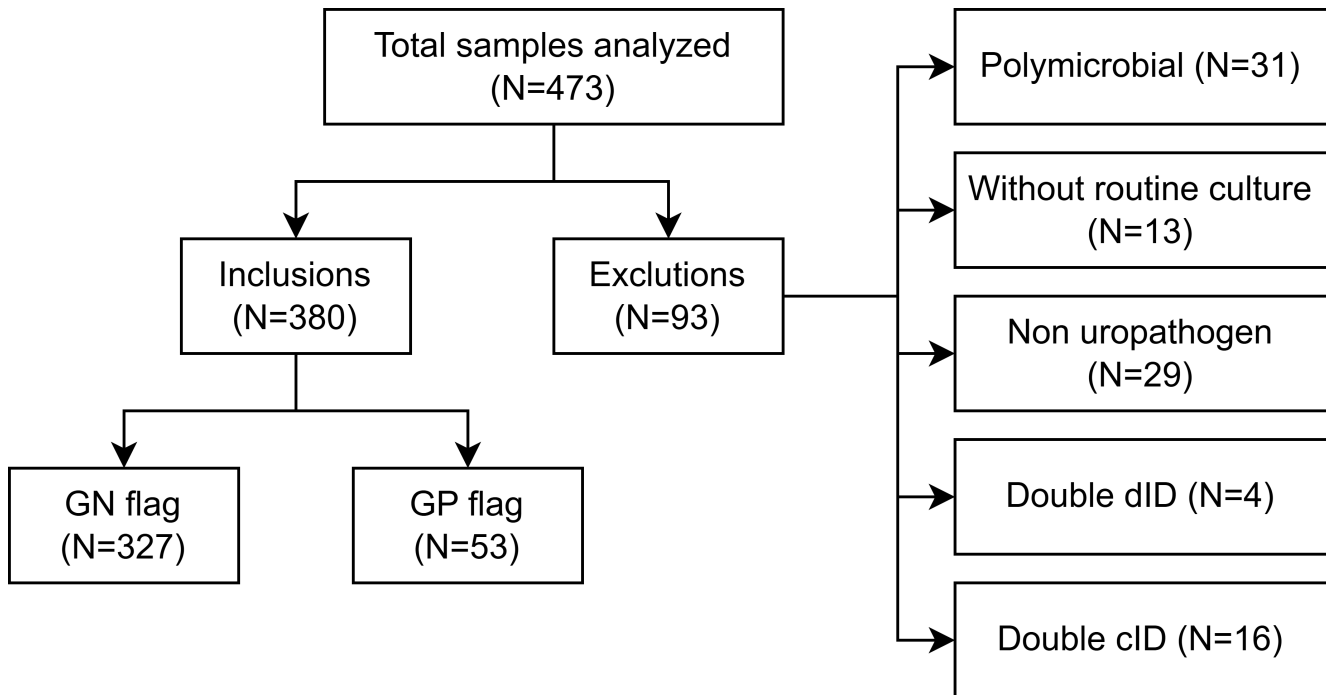 Total samples analyzed
(N=473)
Inclusions
(N=380)
Exclutions
(N=93)
GN flag
(N=327)
GP flag
(N=53)
Polymicrobial (N=31)
Without routine culture
(N=13)
Non uropathogen
(N=29)
Double dID (N=4)
Double cID (N=16)